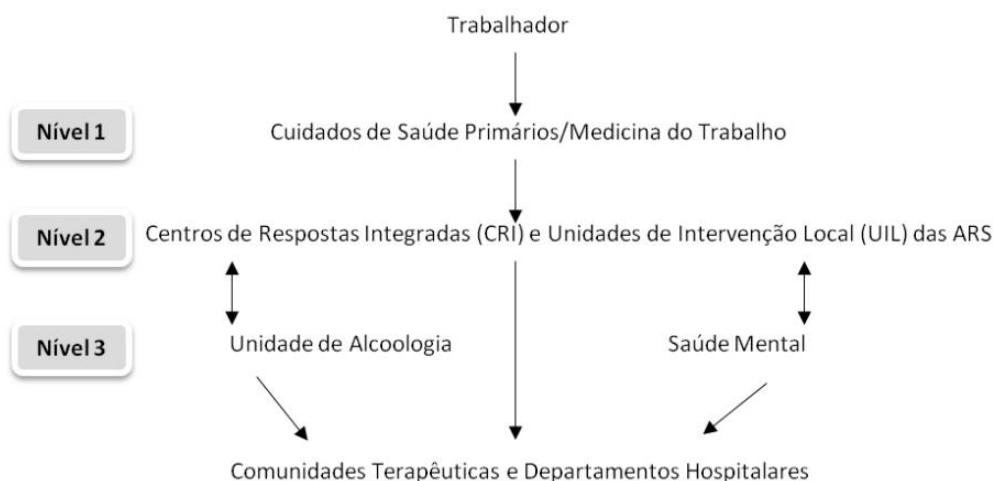 Trabalhador
Nível 1
Cuidados de Saúde Primários/Medicina do Trabalho
Nível 2
Centros de Respostas Integradas (CRI) e Unidades de Intervenção Local (UIL) das ARS
Nível 3
Unidade de Alcoologia
Saúde Mental
Comunidades Terapêuticas e Departamentos Hospitalares